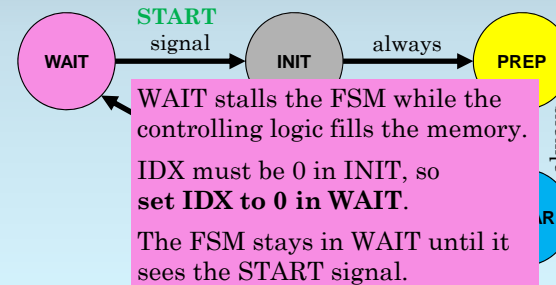 START
signal
always
WAIT
INIT
PREP
WAIT stalls the FSM while the
controlling logic fills the memory.
IDX must be 0 in INIT, so
set IDX to 0 in WAIT.
The FSM stays in WAIT until it
sees the START signal.